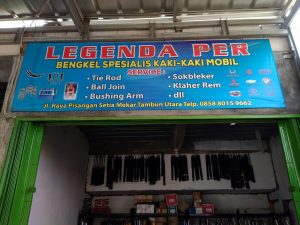 LEGENDA PER
BENGKEL SPESIALIS KAKI-KAKI MOBIL
SERVICE:
• Tie Rod
• Ball Join
• Bushing Arm
• Sokbleker
• Klaher Rem
• dll
Jl. Raya Pisangan Setia Mekar Tambun Utara Telp. 0858 8015 9662